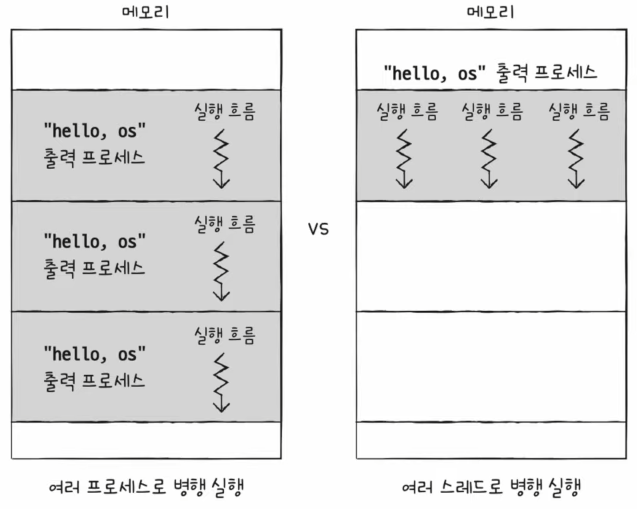 메모리
"hello, os"
출력 프로세스
실행 흐름
"hello, os"
출력 프로세스
실행 흐름
"hello, os"
출력 프로세스
실행 흐름
여러 프로세스로 병행 실행
vs
메모리
"hello, os" 출력 프로세스
실행 흐름 실행 흐름 실행 흐름
여러 스레드로 병행 실행